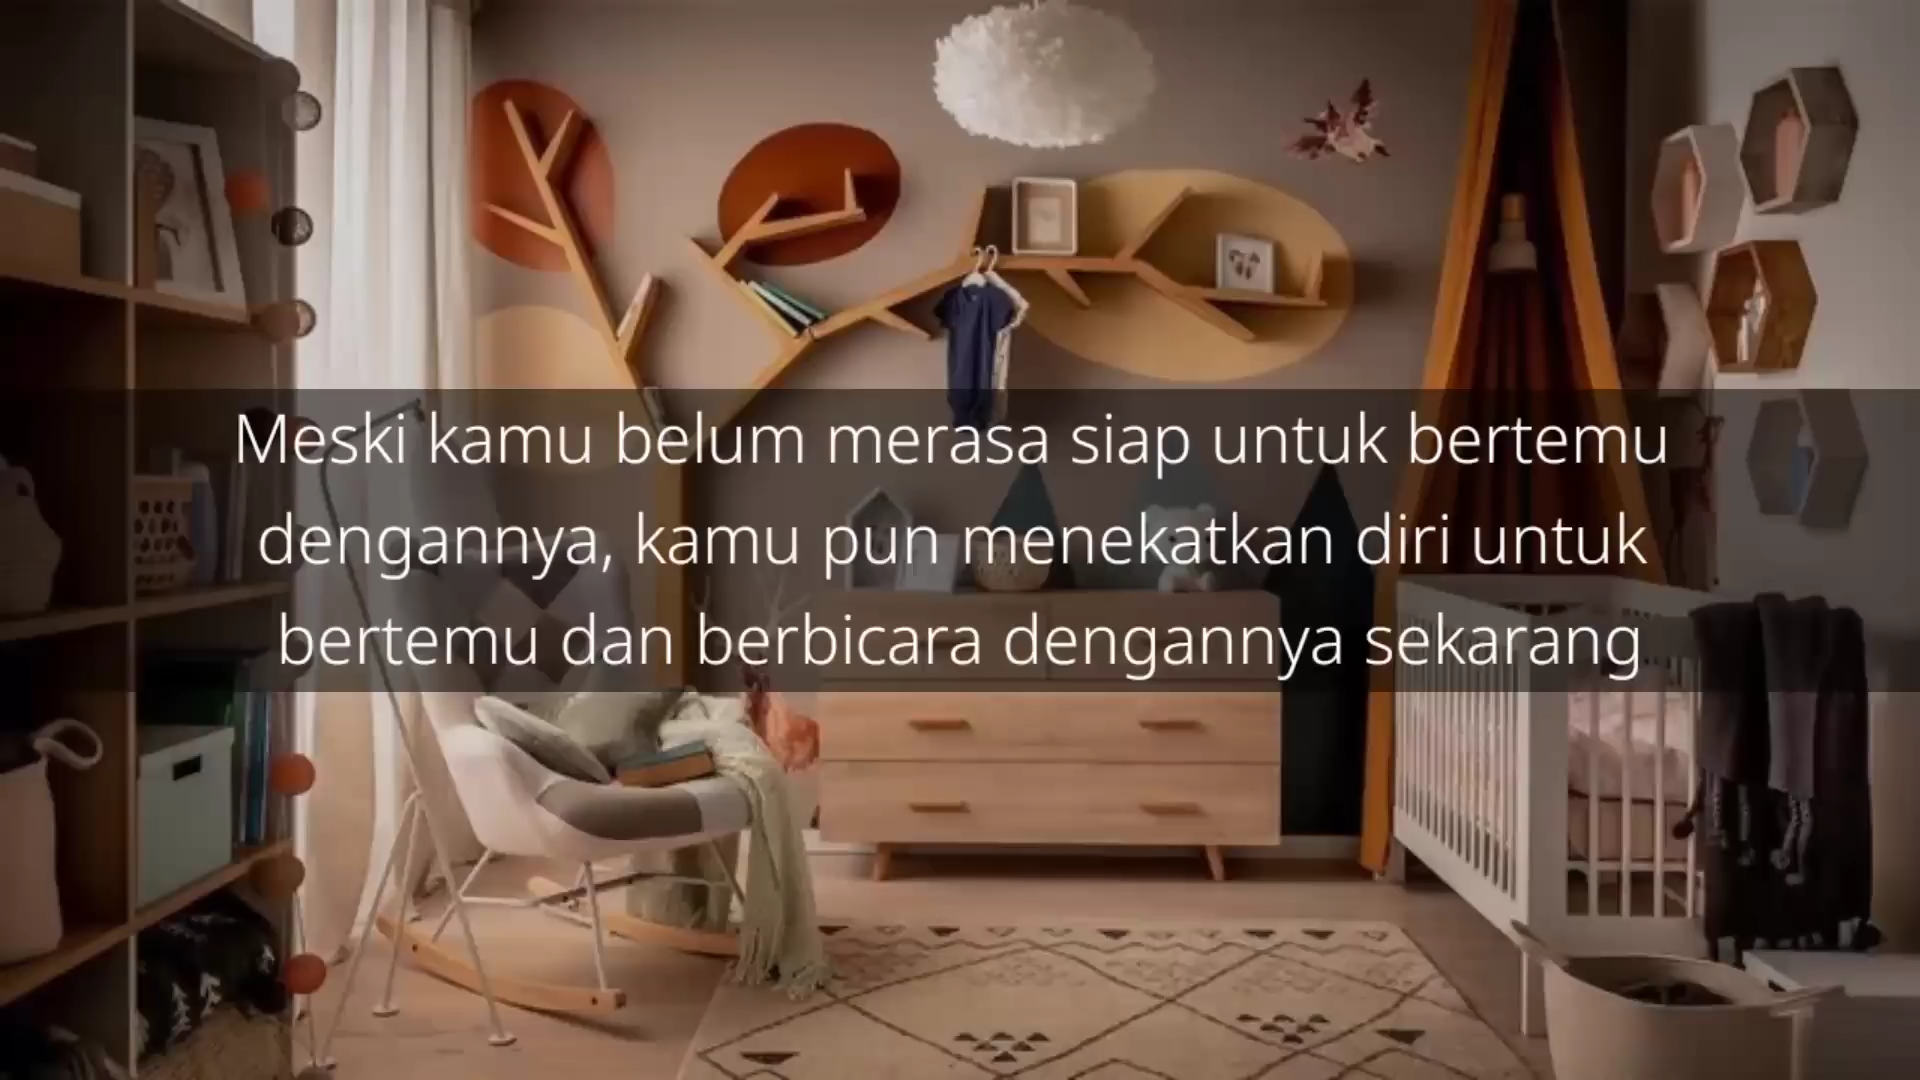 Meski kamu belum merasa siap untuk bertemu
dengannya, kamu pun menekatkan diri untuk
bertemu dan berbicara dengannya sekarang